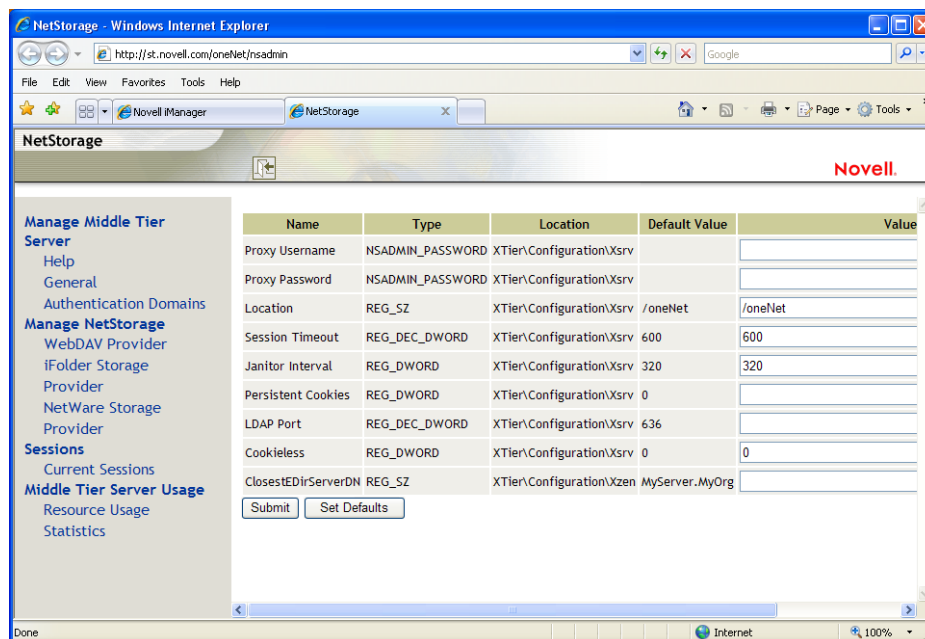 NetStorage - Windows Internet Explorer
http://st.novell.com/oneNet/nsadmin
Google
File Edit View Favorites Tools Help
Novell iManager NetStorage x Page Tools
NetStorage
Novell.
Manage Middle Tier
Server
Help
General
Authentication Domains
Manage NetStorage
WebDAV Provider
iFolder Storage
Provider
NetWare Storage
Provider
Sessions
Current Sessions
Middle Tier Server Usage
Resource Usage
Statistics
Name Type Location Default Value Value
Proxy Username NSADMIN_PASSWORD XTier\Configuration\Xsrv
Proxy Password NSADMIN_PASSWORD XTier\Configuration\Xsrv
Location REG_SZ XTier\Configuration\Xsrv /oneNet /oneNet
Session Timeout REG_DEC_DWORD XTier\Configuration\Xsrv 600 600
Janitor Interval REG_DWORD XTier\Configuration\Xsrv 320 320
Persistent Cookies REG_DWORD XTier\Configuration\Xsrv 0
LDAP Port REG_DEC_DWORD XTier\Configuration\Xsrv 636
Cookieless REG_DWORD XTier\Configuration\Xsrv 0 0
ClosestEDirServerDN REG_SZ XTier\Configuration\Xzen MyServer.MyOrg
Submit Set Defaults
Done Internet 100%